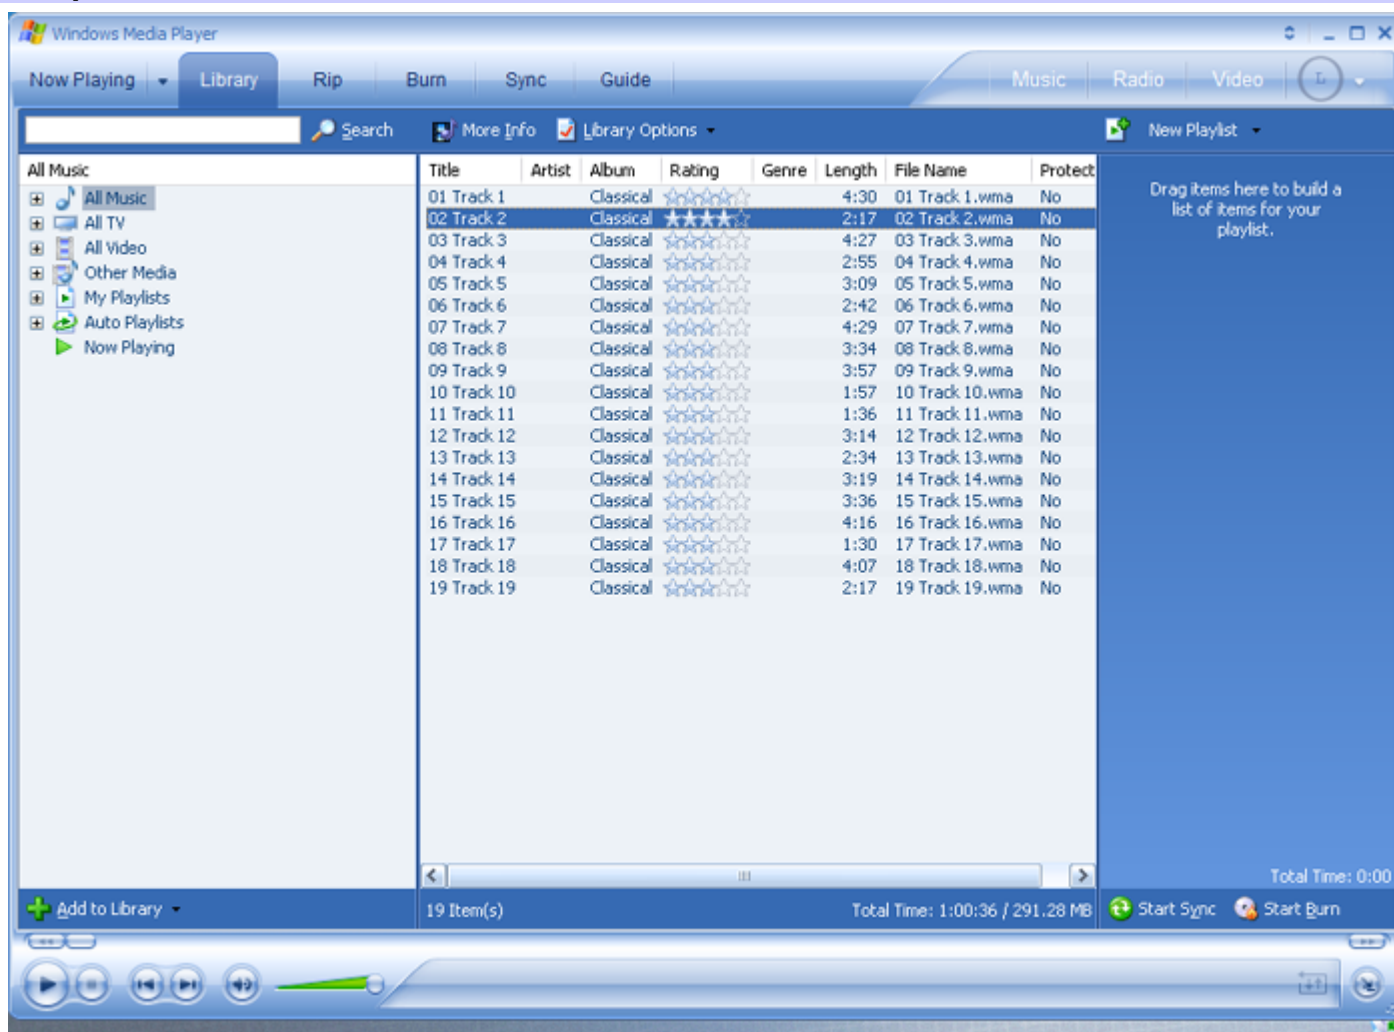 Windows Media Player
Now Playing Library Rip Burn Sync Guide Music Radio Video L
Search More Info Library Options New Playlist
All Music
All Music
All TV
All Video
Other Media
My Playlists
Auto Playlists
Now Playing
Title Artist Album Rating Genre Length File Name Protect
01 Track 1 Classical 4:30 01 Track 1.wma No
02 Track 2 Classical 2:17 02 Track 2.wma No
03 Track 3 Classical 4:27 03 Track 3.wma No
04 Track 4 Classical 2:55 04 Track 4.wma No
05 Track 5 Classical 3:09 05 Track 5.wma No
06 Track 6 Classical 2:42 06 Track 6.wma No
07 Track 7 Classical 4:29 07 Track 7.wma No
08 Track 8 Classical 3:34 08 Track 8.wma No
09 Track 9 Classical 3:57 09 Track 9.wma No
10 Track 10 Classical 1:57 10 Track 10.wma No
11 Track 11 Classical 1:36 11 Track 11.wma No
12 Track 12 Classical 3:14 12 Track 12.wma No
13 Track 13 Classical 2:34 13 Track 13.wma No
14 Track 14 Classical 3:19 14 Track 14.wma No
15 Track 15 Classical 3:36 15 Track 15.wma No
16 Track 16 Classical 4:16 16 Track 16.wma No
17 Track 17 Classical 1:30 17 Track 17.wma No
18 Track 18 Classical 4:07 18 Track 18.wma No
19 Track 19 Classical 2:17 19 Track 19.wma No
Drag items here to build a
list of items for your
playlist.
Total Time: 0:00
Add to Library 19 Item(s) Total Time: 1:00:36 / 291.28 MB Start Sync Start Burn